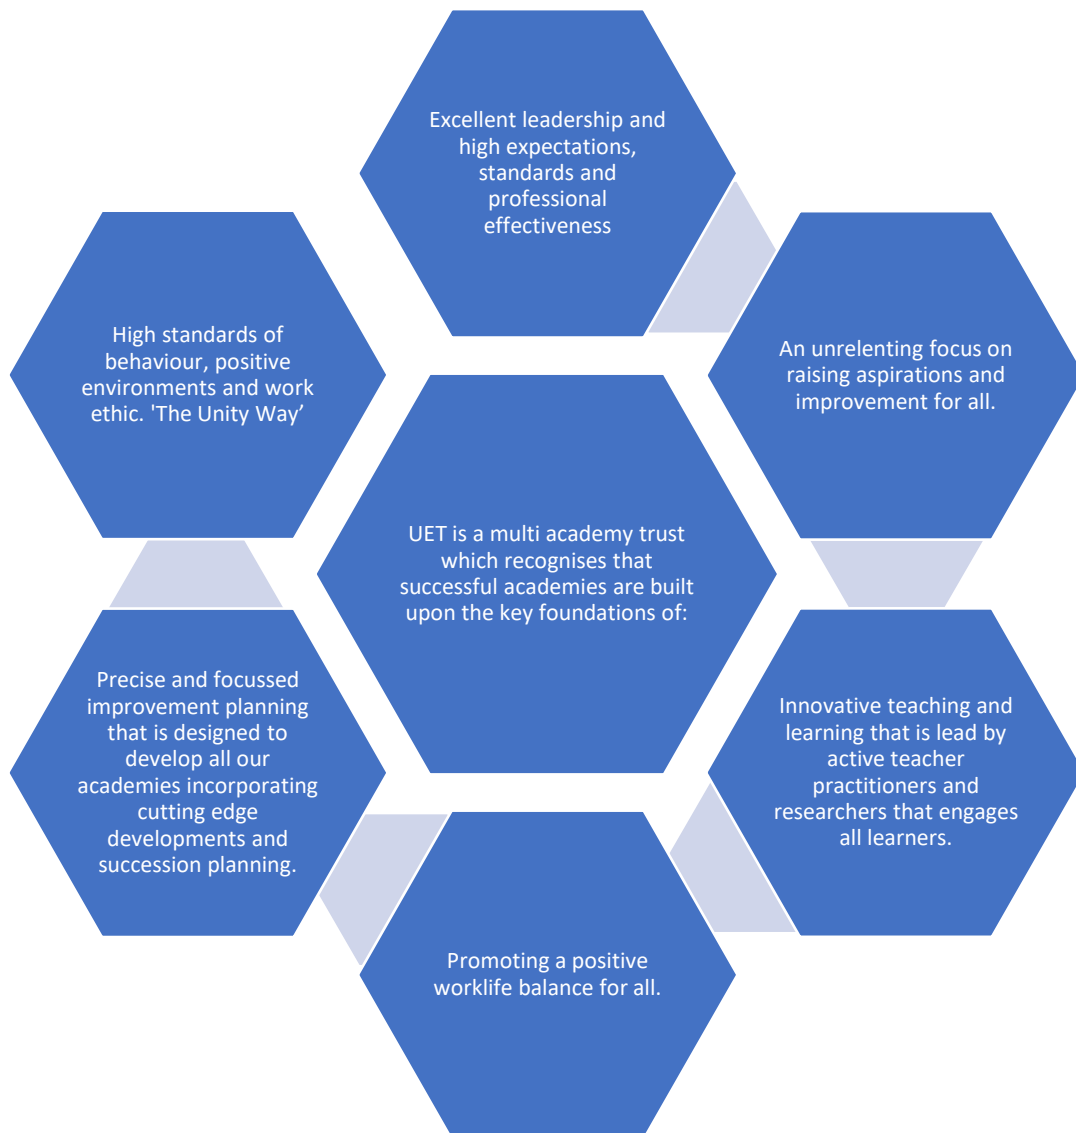 Excellent leadership and
high expectations,
standards and
professional
effectiveness
An unrelenting focus on
raising aspirations and
improvement for all.
Innovative teaching and
learning that is lead by
active teacher
practitioners and
researchers that engages
all learners.
Promoting a positive
worklife balance for all.
Precise and focussed
improvement planning
that is designed to
develop all our
academies incorporating
cutting edge
developments and
succession planning.
High standards of
behaviour, positive
environments and work
ethic. 'The Unity Way’
UET is a multi academy trust
which recognises that
successful academies are built
upon the key foundations of: